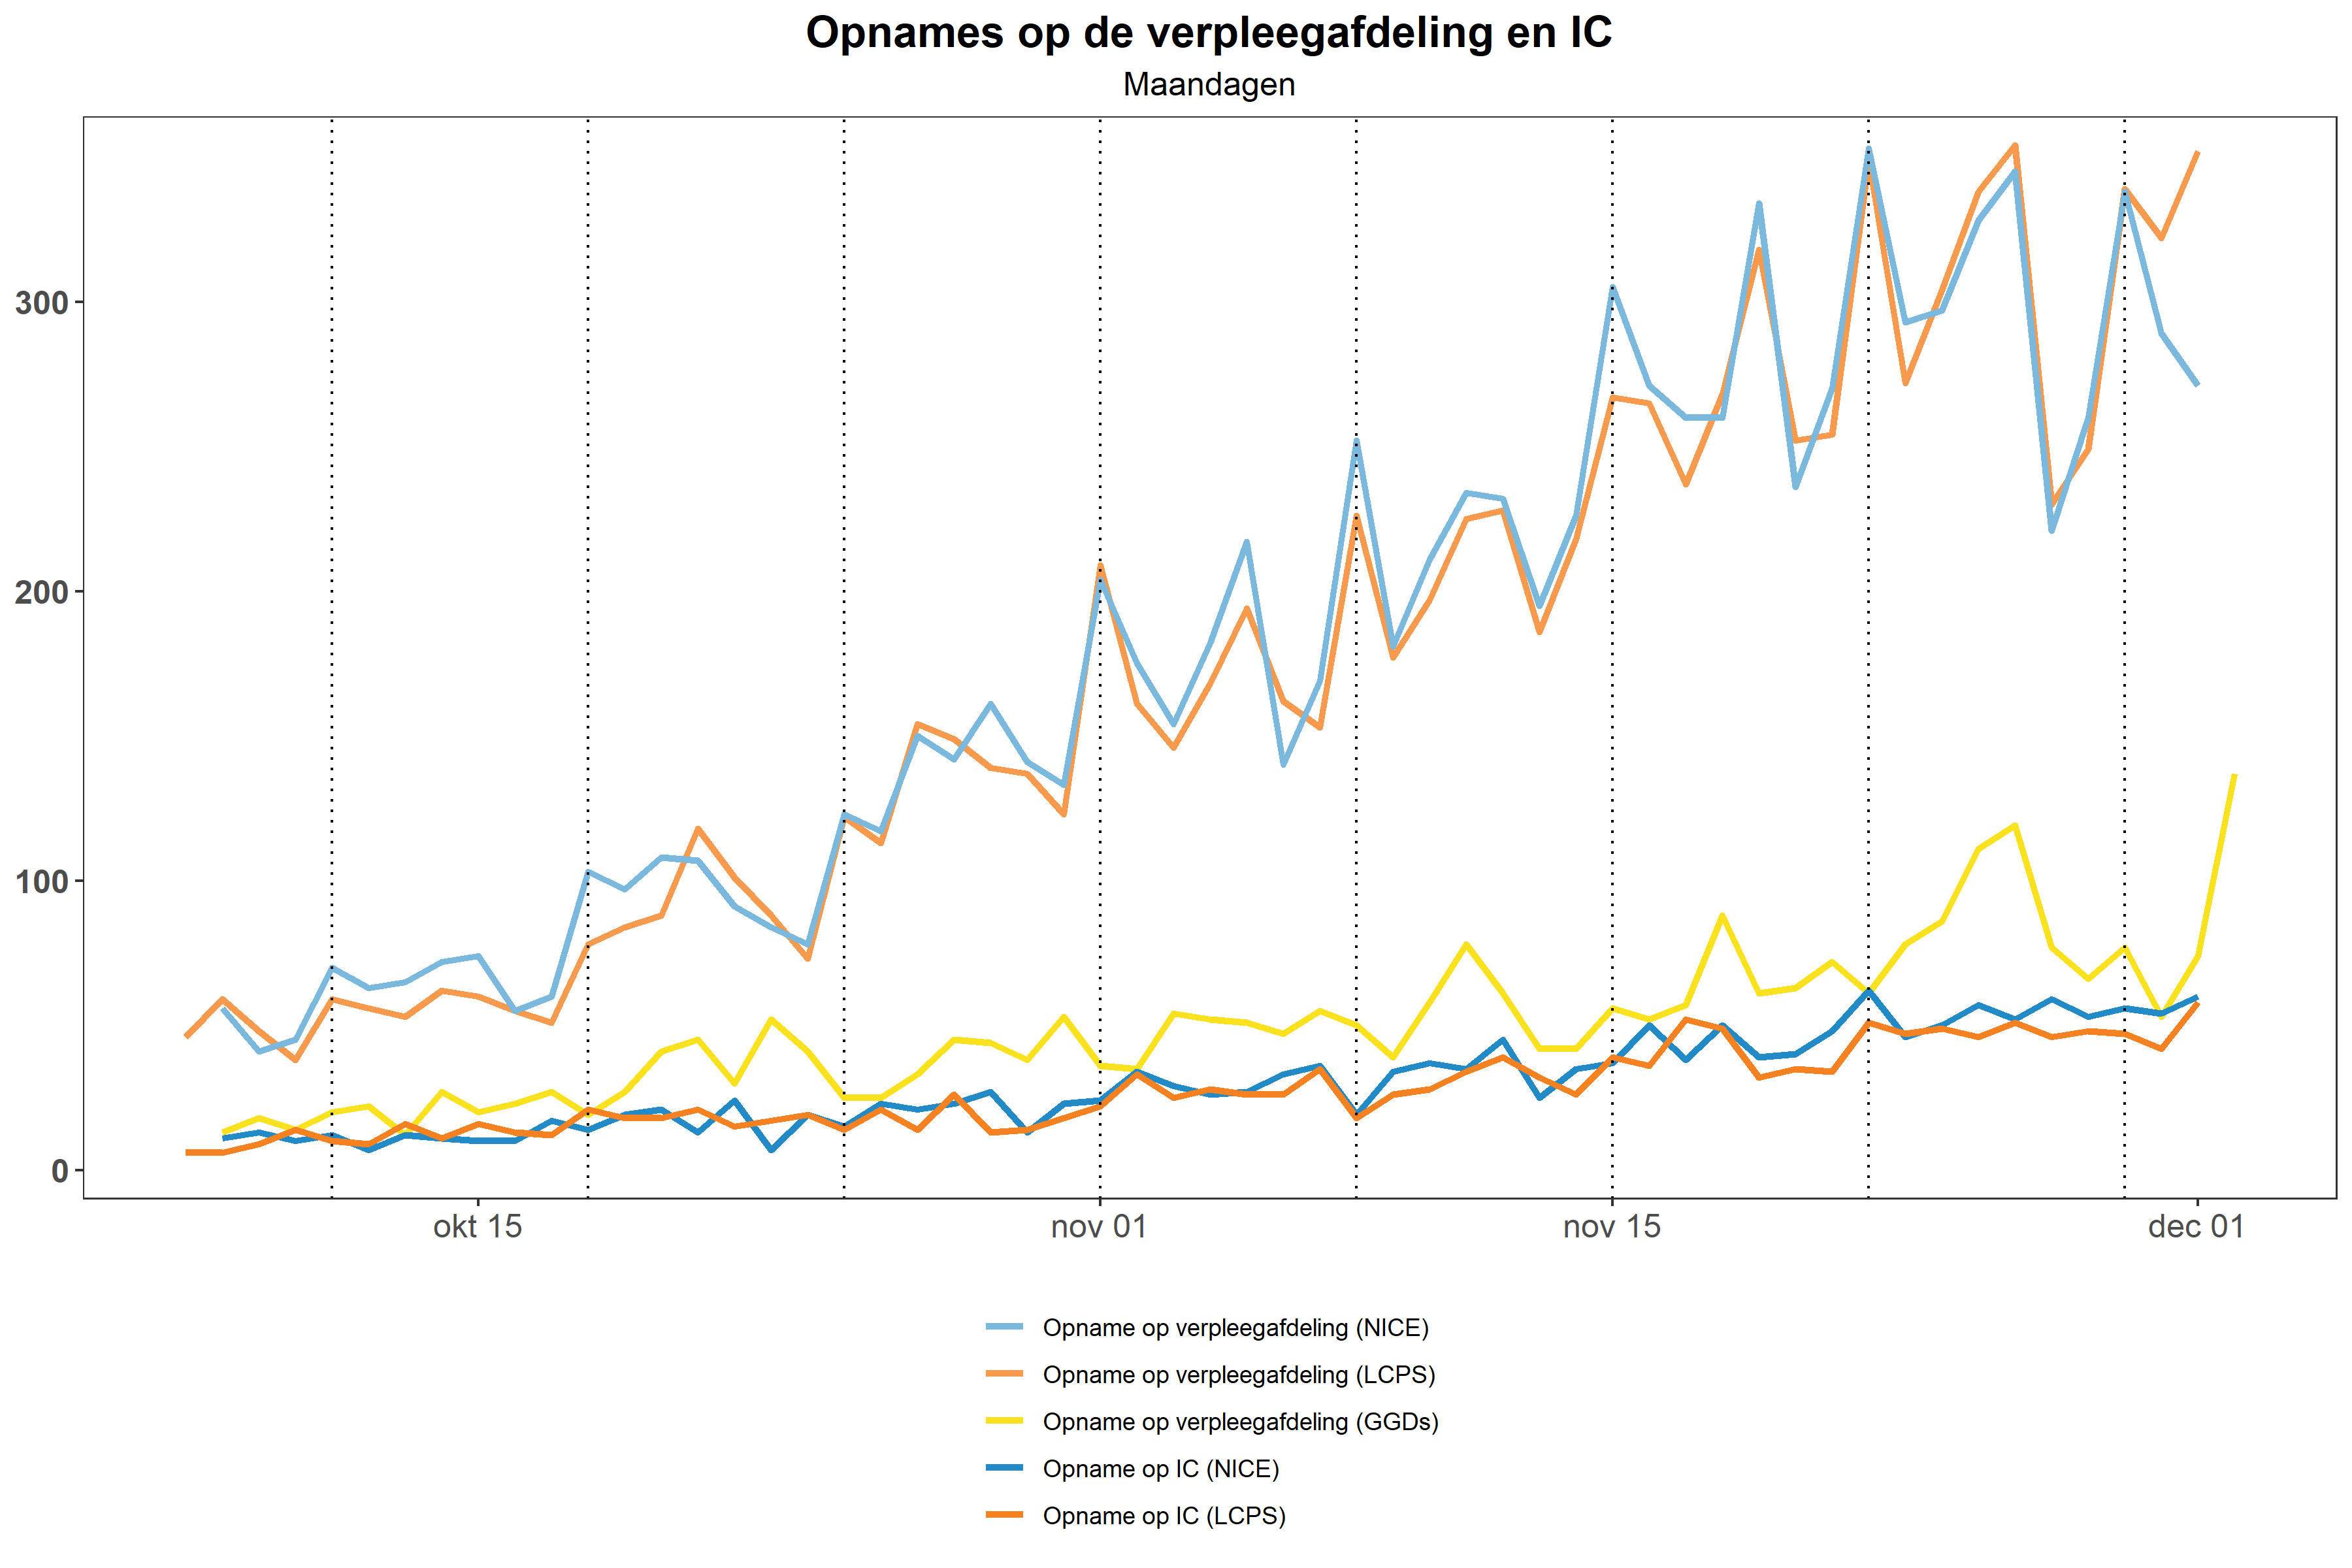 Opnames op de verpleegafdeling en IC
Maandagen
300
200
100
0
okt 15
nov 01
nov 15
dec 01
Opname op verpleegafdeling (NICE)
Opname op verpleegafdeling (LCPS)
Opname op verpleegafdeling (GGDs)
Opname op IC (NICE)
Opname op IC (LCPS)